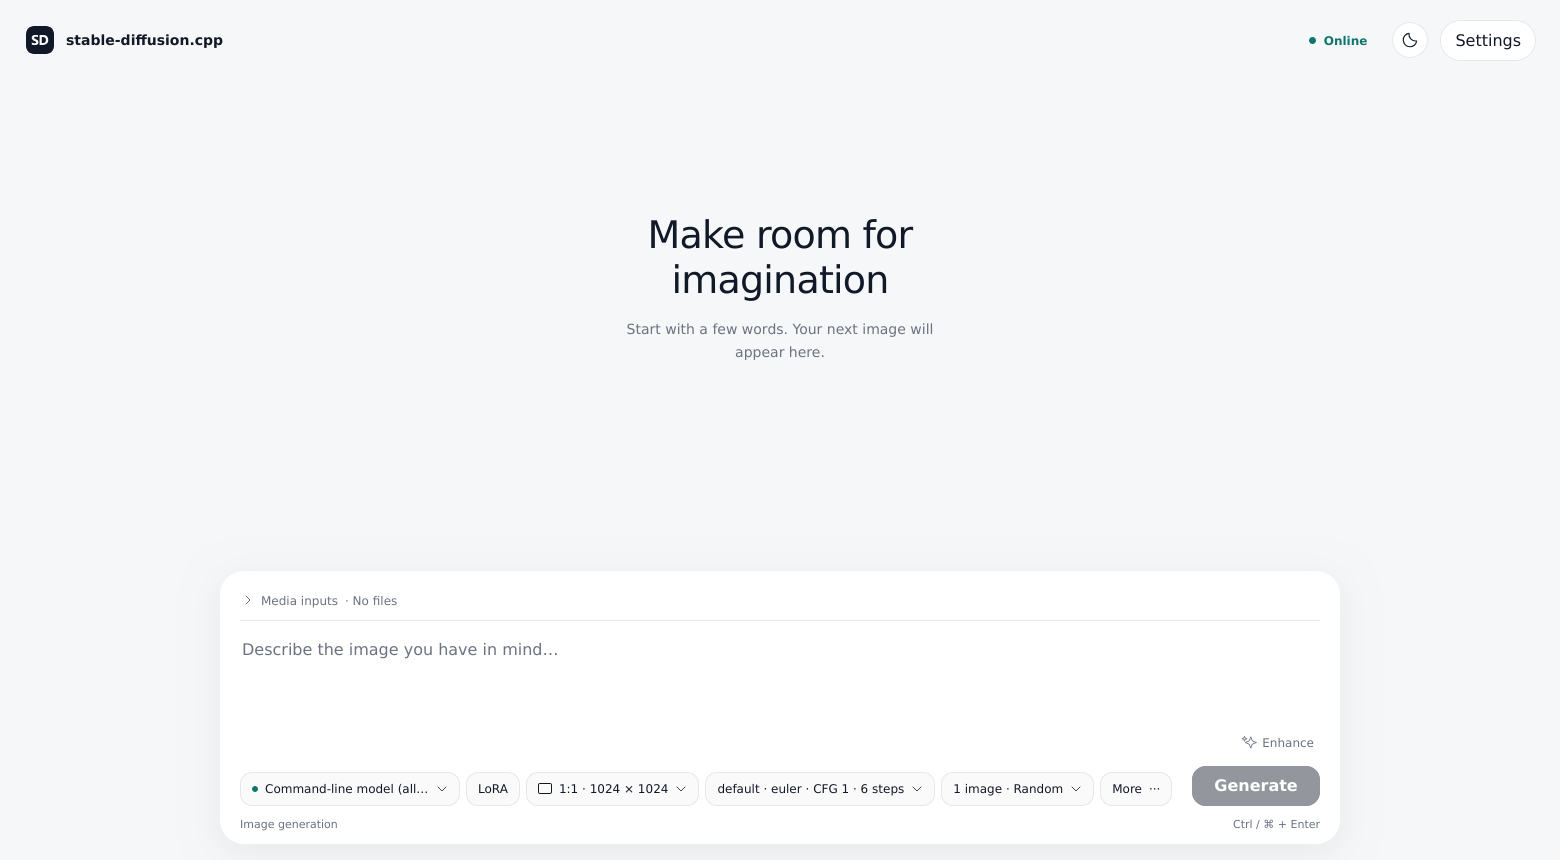 SD stable-diffusion.cpp
Online
Settings
Make room for
imagination
Start with a few words. Your next image will
appear here.
Media inputs · No files
Describe the image you have in mind...
Enhance
Command-line model (all...
LoRA
1:1 · 1024 × 1024
default · euler · CFG 1 · 6 steps
1 image · Random
More ···
Generate
Image generation
Ctrl / ⌘ + Enter